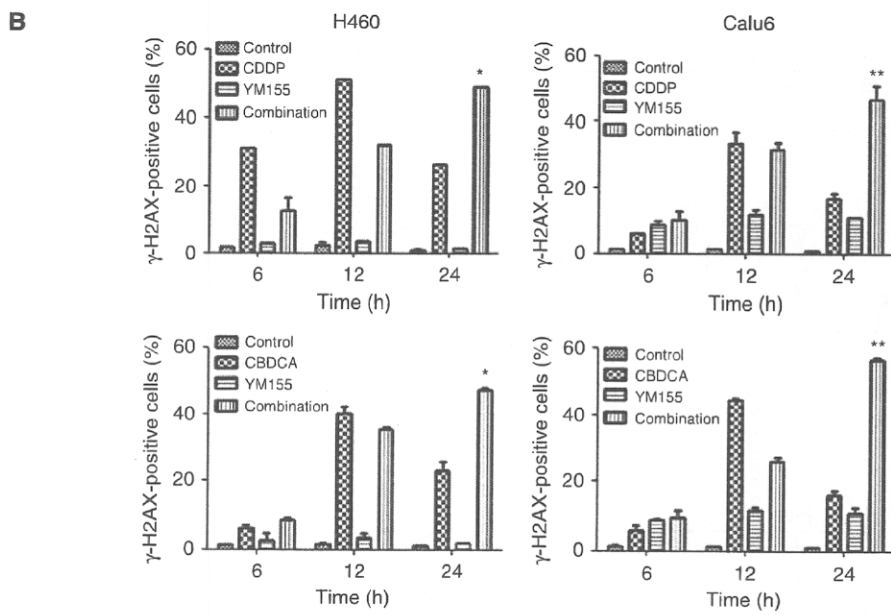 B
H460
γ-H2AX-positive cells (%)
60
40
20
0
Control
CDDP
YM155
Combination
*
6 12 24
Time (h)
Calu6
γ-H2AX-positive cells (%)
60
40
20
0
Control
CDDP
YM155
Combination
**
6 12 24
Time (h)
γ-H2AX-positive cells (%)
60
40
20
0
Control
CBDCA
YM155
Combination
*
6 12 24
Time (h)
γ-H2AX-positive cells (%)
60
40
20
0
Control
CBDCA
YM155
Combination
**
6 12 24
Time (h)